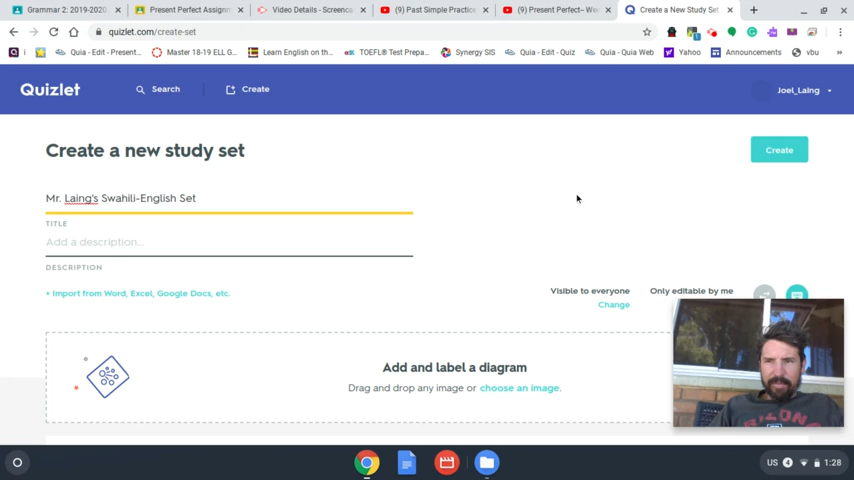 Grammar 2: 2019-2020
Present Perfect Assignm
Video Details - Screenca
(9) Past Simple Practice
(9) Present Perfect-- We
Create a New Study Set
quizlet.com/create-set
Quia - Edit - Present...
Master 18-19 ELL G...
Learn English on th...
TOEFL® Test Prepa...
Synergy SIS
Quia - Edit - Quiz
Quia - Quia Web
Yahoo
Announcements
vbu
Quizlet
Search
Create
Joel_Laing
Create a new study set
Create
Mr. Laing's Swahili-English Set
TITLE
Add a description...
DESCRIPTION
+ Import from Word, Excel, Google Docs, etc.
Visible to everyone
Only editable by me
Change
Add and label a diagram
Drag and drop any image or choose an image.
US 4 1:28